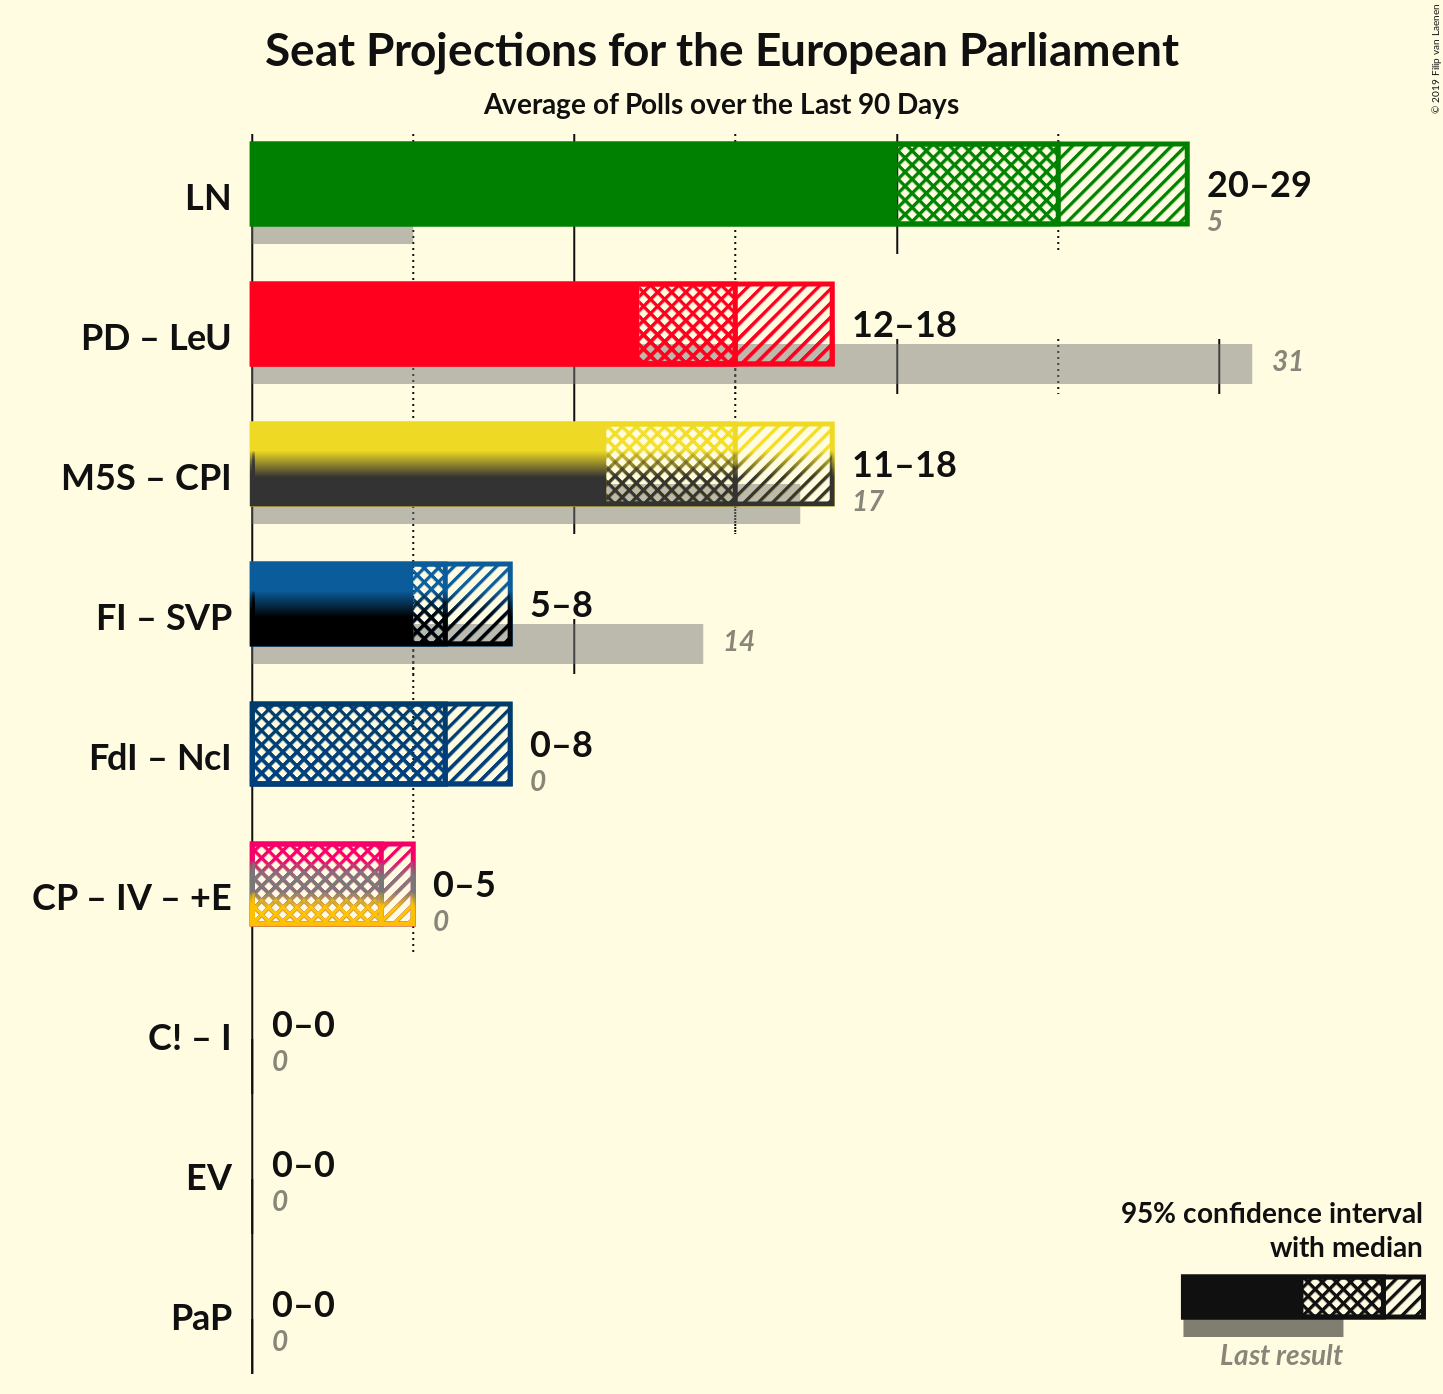 Seat Projections for the European Parliament
Average of Polls over the Last 90 Days
© 2019 Filip van Laenen
LN
20–29
5
PD – LeU
12–18
31
M5S – CPI
11–18
17
FI – SVP
5–8
14
FdI – NcI
0–8
0
CP – IV – +E
0–5
0
C! – I
0–0
0
EV
0–0
0
PaP
0–0
0
95% confidence interval
with median
Last result